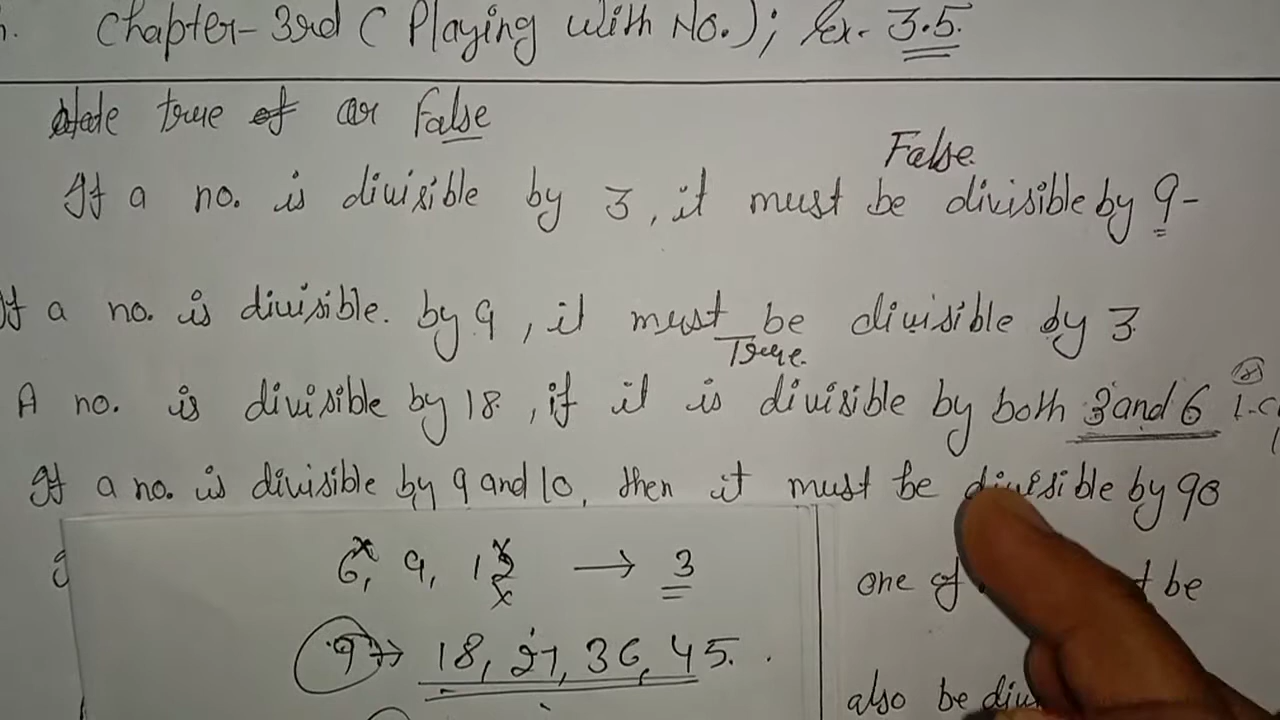 Chapter-3rd ( Playing with No.); Ex- 3.5.
State true or False
False.
If a no. is divisible by 3, it must be divisible by 9-
If a no. is divisible. by 9, it must be divisible by 3
True.
A no. is divisible by 18, if it is divisible by both 3 and 6
If a no. is divisible by 9 and 10, then it must be divisible by 90
6, 9, 12 → 3
one of be
9 → 18, 27, 36, 45.
also be